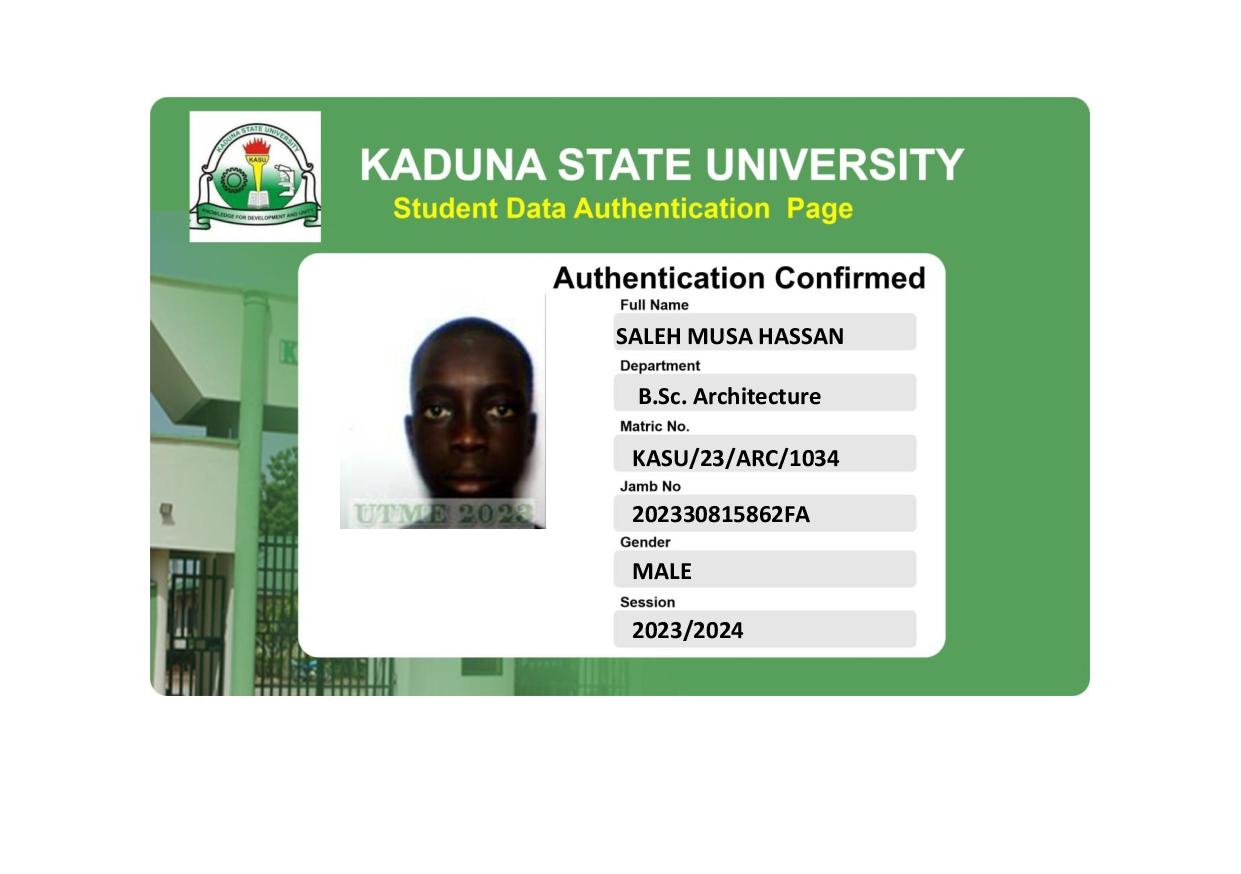 KADUNA STATE UNIVERSITY
KASU
KNOWLEDGE FOR DEVELOPMENT AND UNITY
KADUNA STATE UNIVERSITY
Student Data Authentication Page
Authentication Confirmed
Full Name
SALEH MUSA HASSAN
Department
B.Sc. Architecture
Matric No.
KASU/23/ARC/1034
Jamb No
202330815862FA
Gender
MALE
Session
2023/2024
UTME 2023
K